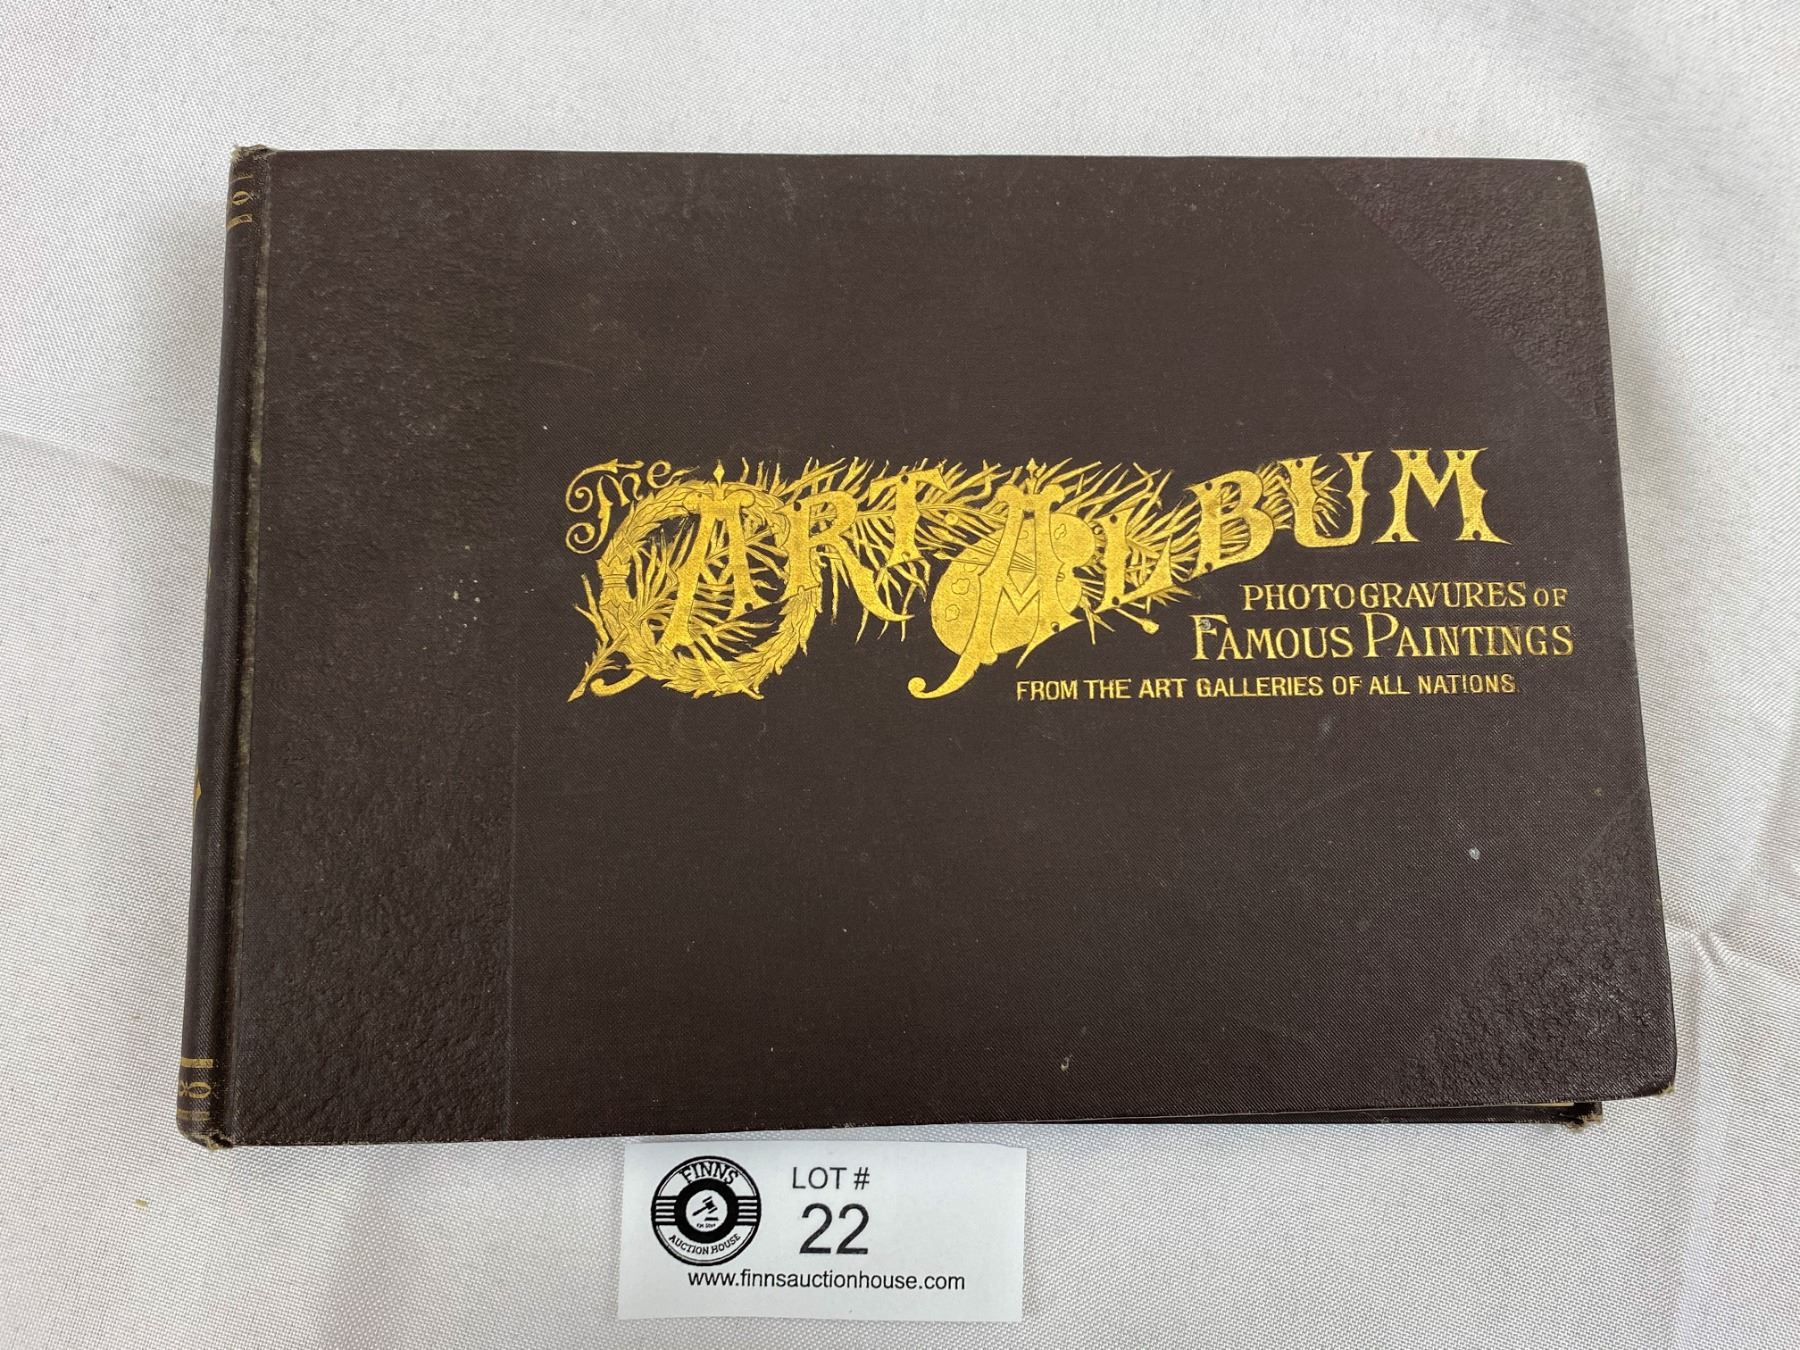 The ART ALBUM
PHOTOGRAVURES OF
FAMOUS PAINTINGS
FROM THE ART GALLERIES OF ALL NATIONS.
FINNS
AUCTION HOUSE
LOT #
22
www.finnsauctionhouse.com